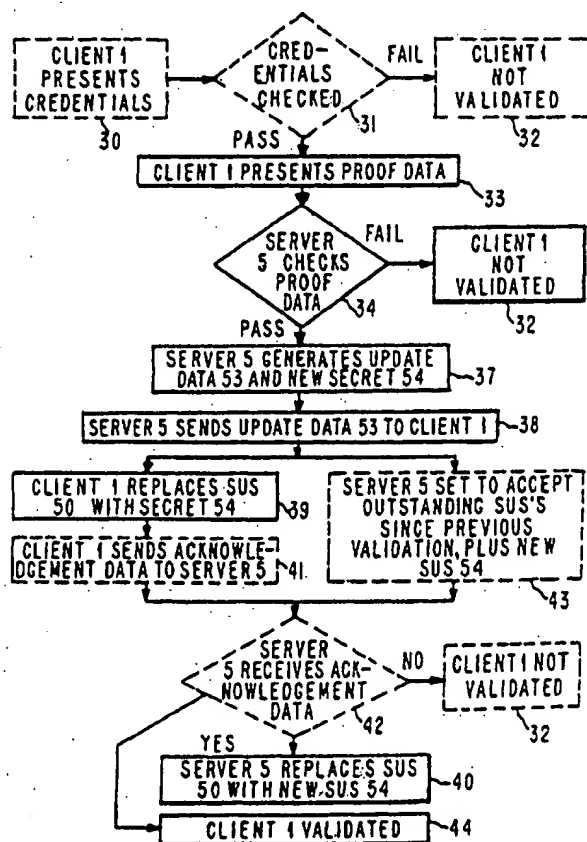 CLIENT 1
PRESENTS
CREDENTIALS
30
CRED-
ENTIALS
CHECKED
31
FAIL
CLIENT 1
NOT
VALIDATED
32
PASS
CLIENT 1 PRESENTS PROOF DATA
33
SERVER
5 CHECKS
PROOF
DATA
34
FAIL
CLIENT 1
NOT
VALIDATED
32
PASS
SERVER 5 GENERATES UPDATE
DATA 53 AND NEW SECRET 54
37
SERVER 5 SENDS UPDATE DATA 53 TO CLIENT 1
38
CLIENT 1 REPLACES SUS
50 WITH SECRET 54
39
CLIENT 1 SENDS ACKNOWLE-
DGEMENT DATA TO SERVER 5
41
SERVER 5 SET TO ACCEPT
OUTSTANDING SUS'S
SINCE PREVIOUS
VALIDATION, PLUS NEW
SUS 54
43
SERVER
5 RECEIVES ACK-
NOWLEDGEMENT
DATA
42
NO
CLIENT 1 NOT
VALIDATED
32
YES
SERVER 5 REPLACES SUS
50 WITH NEW SUS 54
40
CLIENT 1 VALIDATED
44